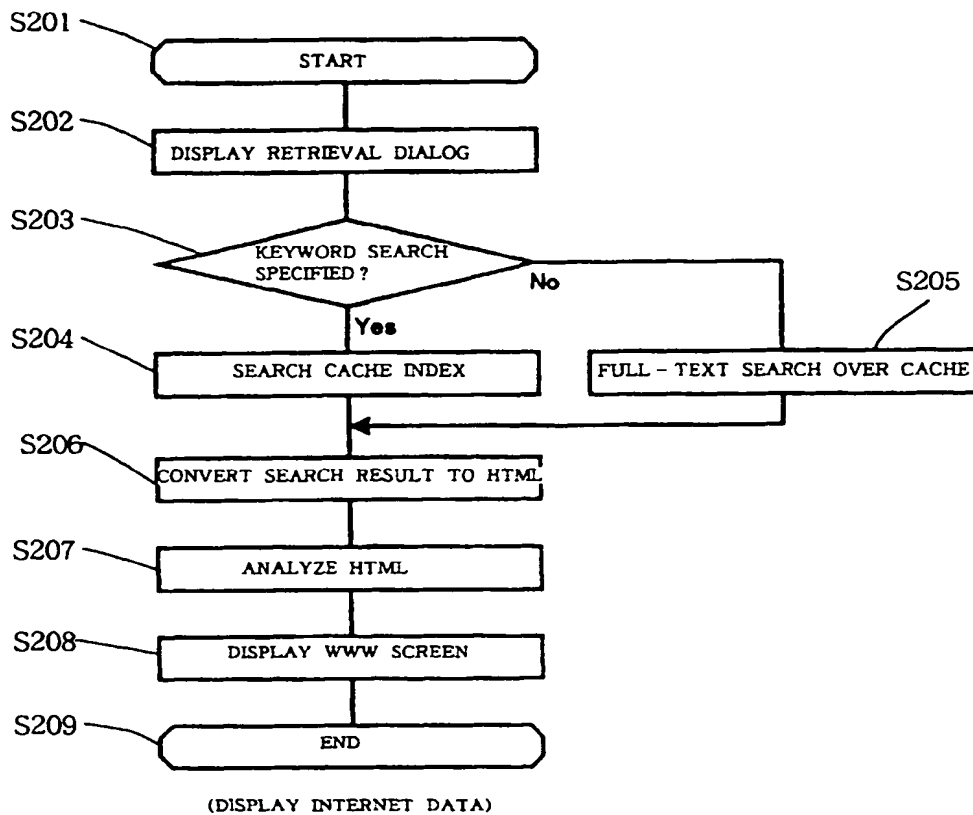 S201
START
S202
DISPLAY RETRIEVAL DIALOG
S203
KEYWORD SEARCH
SPECIFIED?
No
S205
Yes
S204
SEARCH CACHE INDEX
FULL-TEXT SEARCH OVER CACHE
S206
CONVERT SEARCH RESULT TO HTML
S207
ANALYZE HTML
S208
DISPLAY WWW SCREEN
S209
END
(DISPLAY INTERNET DATA)